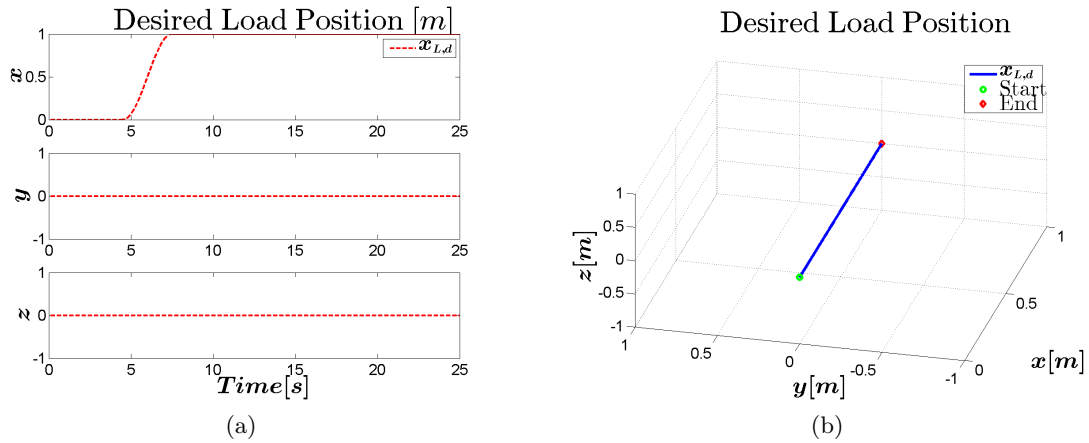 Desired Load Position [m]
1
0.5
0
x
x_{L,d}
0 5 10 15 20 25
1
0
-1
y
0 5 10 15 20 25
1
0
-1
z
0 5 10 15 20 25
Time[s]
(a)
Desired Load Position
x_{L,d}
Start
End
1
0.5
0
-0.5
-1
z[m]
1
0.5
0
-0.5
-1
y[m]
0
0.5
1
x[m]
(b)